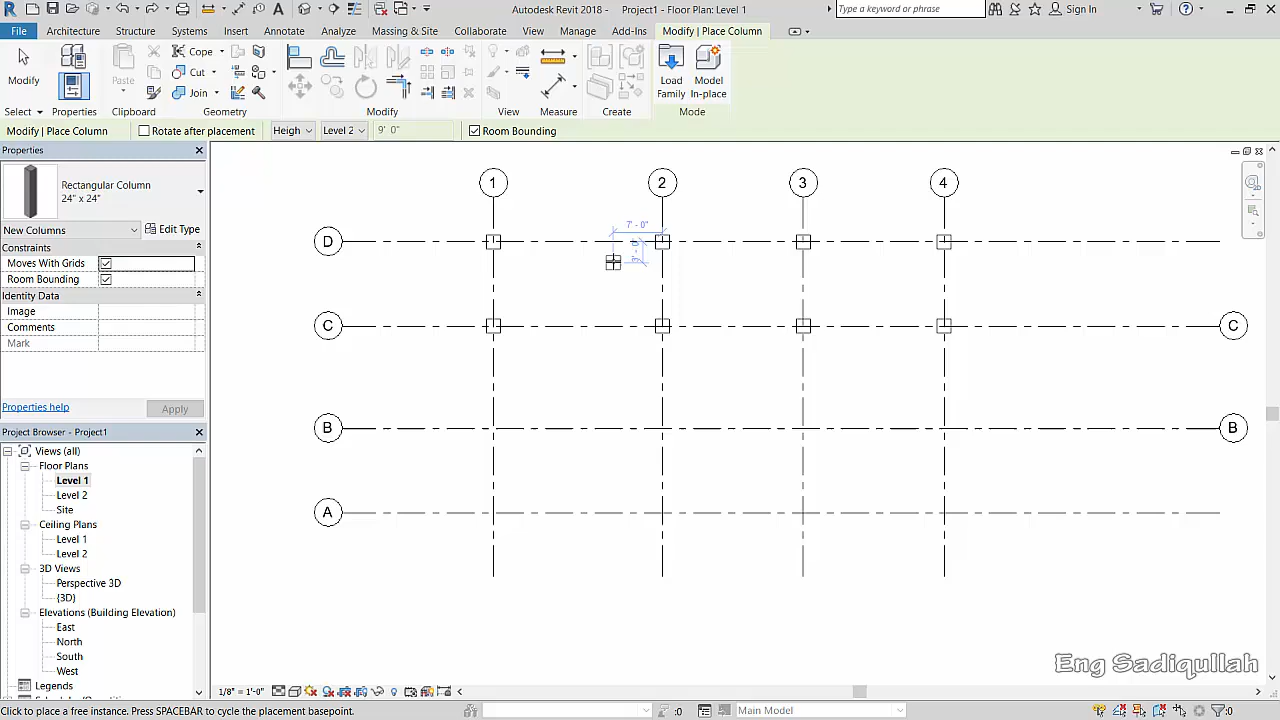 Autodesk Revit 2018 - Project1 - Floor Plan: Level 1
Type a keyword or phrase
Sign In
File
Architecture
Structure
Systems
Insert
Annotate
Analyze
Massing & Site
Collaborate
View
Manage
Add-Ins
Modify | Place Column
Modify
Paste
Cope
Cut
Join
Load Family
Model In-place
Select
Properties
Clipboard
Geometry
Modify
View
Measure
Create
Mode
Modify | Place Column
Rotate after placement
Heigh
Level 2
9' 0"
Room Bounding
Properties
Rectangular Column
24" x 24"
New Columns
Edit Type
Constraints
Moves With Grids
Room Bounding
Identity Data
Image
Comments
Mark
Properties help
Apply
Project Browser - Project1
Views (all)
Floor Plans
Level 1
Level 2
Site
Ceiling Plans
Level 1
Level 2
3D Views
Perspective 3D
{3D}
Elevations (Building Elevation)
East
North
South
West
Legends
1
2
3
4
7' - 0"
3' - 0"
D
C
C
B
B
A
Eng Sadiqullah
1/8" = 1'-0"
Click to place a free instance. Press SPACEBAR to cycle the placement basepoint.
:0
Main Model
:0